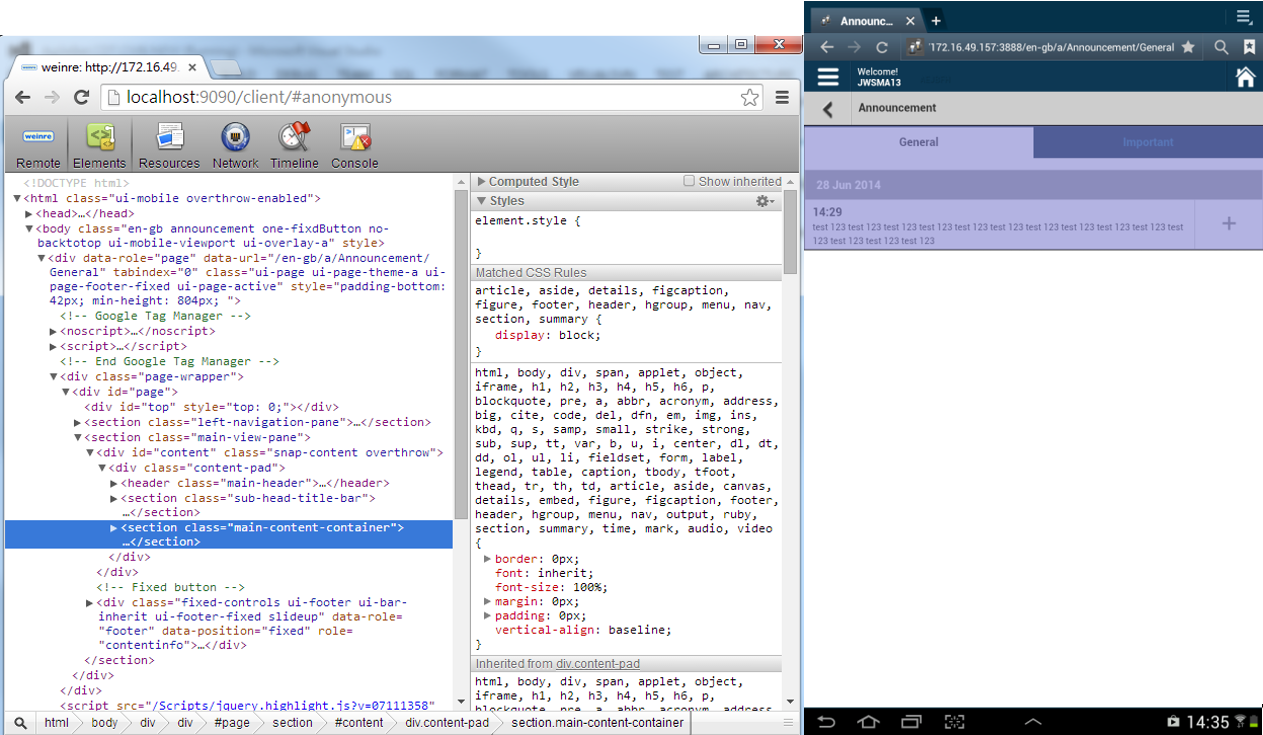 weinre: http://172.16.49.
localhost:9090/client/#anonymous
Remote Elements Resources Network Timeline Console
weinre
<!DOCTYPE html>
<html class="ui-mobile overthrow-enabled">
<head>…</head>
<body class="en-gb announcement one-fixdButton no-
backtotop ui-mobile-viewport ui-overlay-a" style>
<div data-role="page" data-url="/en-gb/a/Announcement/
General" tabindex="0" class="ui-page ui-page-theme-a ui-
page-footer-fixed ui-page-active" style="padding-bottom:
42px; min-height: 804px; ">
<!-- Google Tag Manager -->
<noscript>…</noscript>
<script>…</script>
<!-- End Google Tag Manager -->
<div class="page-wrapper">
<div id="page">
<div id="top" style="top: 0;"></div>
<section class="left-navigation-pane">…</section>
<section class="main-view-pane">
<div id="content" class="snap-content overthrow">
<div class="content-pad">
<header class="main-header">…</header>
<section class="sub-head-title-bar">
…</section>
<section class="main-content-container">
…</section>
</div>
</div>
<!-- Fixed button -->
<div class="fixed-controls ui-footer ui-bar-
inherit ui-footer-fixed slideup" data-role=
"footer" data-position="fixed" role=
"contentinfo">…</div>
</section>
</div>
</div>
<script src="/Scripts/jquery.highlight.js?v=07111358"
Computed Style Show inherited
Styles
element.style {
}
Matched CSS Rules
article, aside, details, figcaption,
figure, footer, header, hgroup, menu, nav,
section, summary {
display: block;
}
html, body, div, span, applet, object,
iframe, h1, h2, h3, h4, h5, h6, p,
blockquote, pre, a, abbr, acronym, address,
big, cite, code, del, dfn, em, img, ins,
kbd, q, s, samp, small, strike, strong,
sub, sup, tt, var, b, u, i, center, dl, dt,
dd, ol, ul, li, fieldset, form, label,
legend, table, caption, tbody, tfoot,
thead, tr, th, td, article, aside, canvas,
details, embed, figure, figcaption, footer,
header, hgroup, menu, nav, output, ruby,
section, summary, time, mark, audio, video
{
border: 0px;
font: inherit;
font-size: 100%;
margin: 0px;
padding: 0px;
vertical-align: baseline;
}
Inherited from div.content-pad
html, body, div, span, applet, object,
iframe, h1, h2, h3, h4, h5, h6, p,
blockquote, pre, a, abbr, acronym, address,
html body div div #page section #content div.content-pad section.main-content-container
Announc...
172.16.49.157:3888/en-gb/a/Announcement/General
Welcome!
JWSMA13
Announcement
General Important
28 Jun 2014
14:29
test 123 test 123 test 123 test 123 test 123 test 123 test 123 test 123 test 123 test 123 test
123 test 123 test 123 test 123
14:35